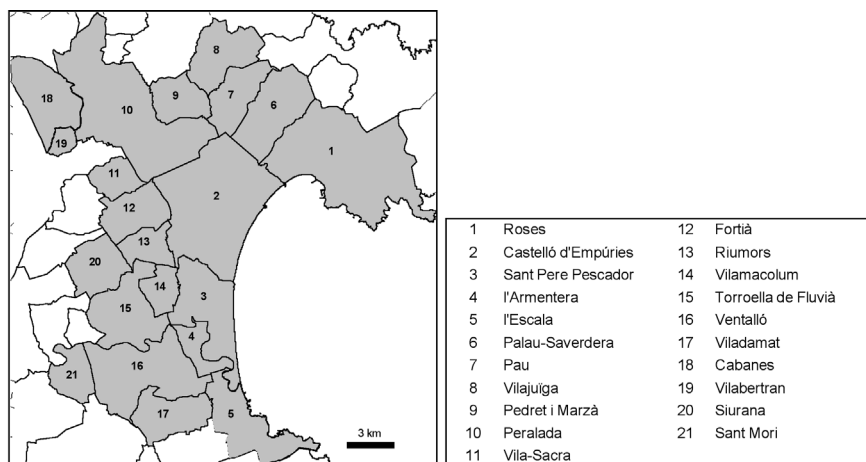 8
18
10
9
7
6
19
1
11
2
12
13
20
14
3
15
4
16
21
17
5
3 km
1 Roses 12 Fortià
2 Castelló d'Empúries 13 Riumors
3 Sant Pere Pescador 14 Vilamacolum
4 l'Armentera 15 Torroella de Fluvià
5 l'Escala 16 Ventalló
6 Palau-Saverdera 17 Viladamat
7 Pau 18 Cabanes
8 Vilajuïga 19 Vilabertran
9 Pedret i Marzà 20 Siurana
10 Peralada 21 Sant Mori
11 Vila-Sacra